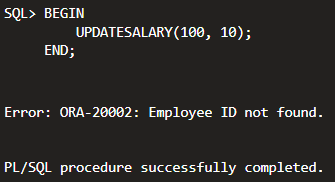 SQL> BEGIN
UPDATESALARY(100, 10);
END;
Error: ORA-20002: Employee ID not found.
PL/SQL procedure successfully completed.